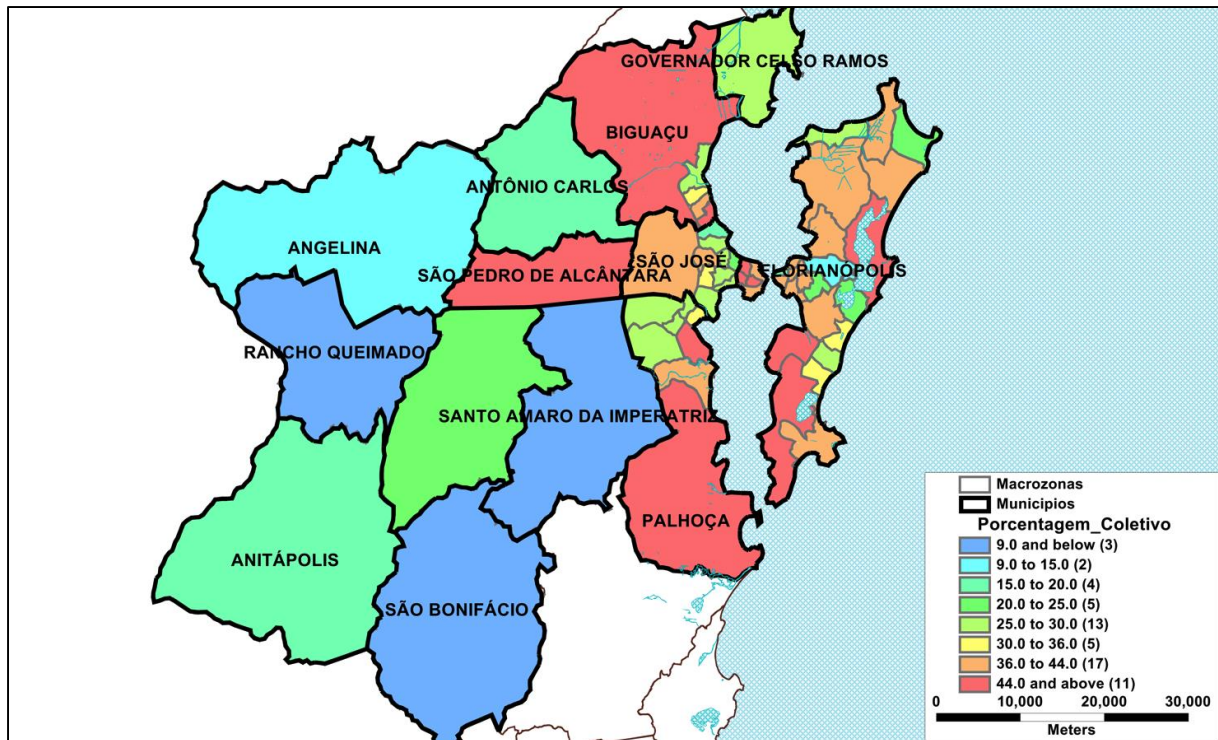 GOVERNADOR CELSO RAMOS
BIGUAÇU
ANTÔNIO CARLOS
ANGELINA
SÃO JOSÉ
FLORIANÓPOLIS
SÃO PEDRO DE ALCÂNTARA
RANCHO QUEIMADO
SANTO AMARO DA IMPERATRIZ
PALHOÇA
ANITÁPOLIS
SÃO BONIFÁCIO
Macrozonas
Municipios
Porcentagem_Coletivo
9.0 and below (3)
9.0 to 15.0 (2)
15.0 to 20.0 (4)
20.0 to 25.0 (5)
25.0 to 30.0 (13)
30.0 to 36.0 (5)
36.0 to 44.0 (17)
44.0 and above (11)
0 10,000 20,000 30,000
Meters